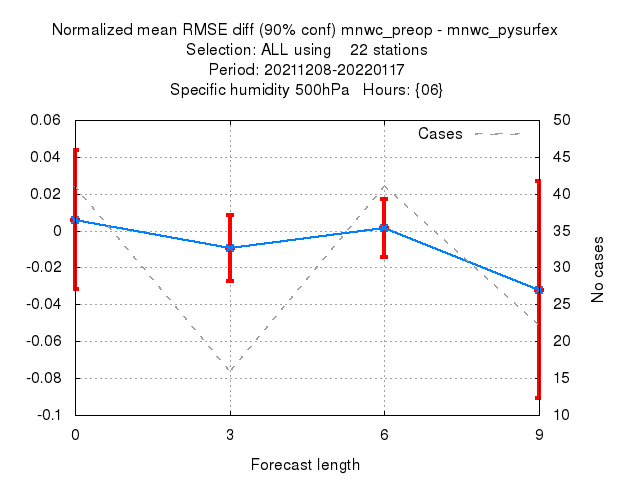 Normalized mean RMSE diff (90% conf) mnwc_preop - mnwc_pysurfex
Selection: ALL using    22 stations
Period: 20211208-20220117
Specific humidity 500hPa   Hours: {06}
Cases
0.06
0.04
0.02
0
-0.02
-0.04
-0.06
-0.08
-0.1
50
45
40
35
30
25
20
15
10
No cases
0 3 6 9
Forecast length